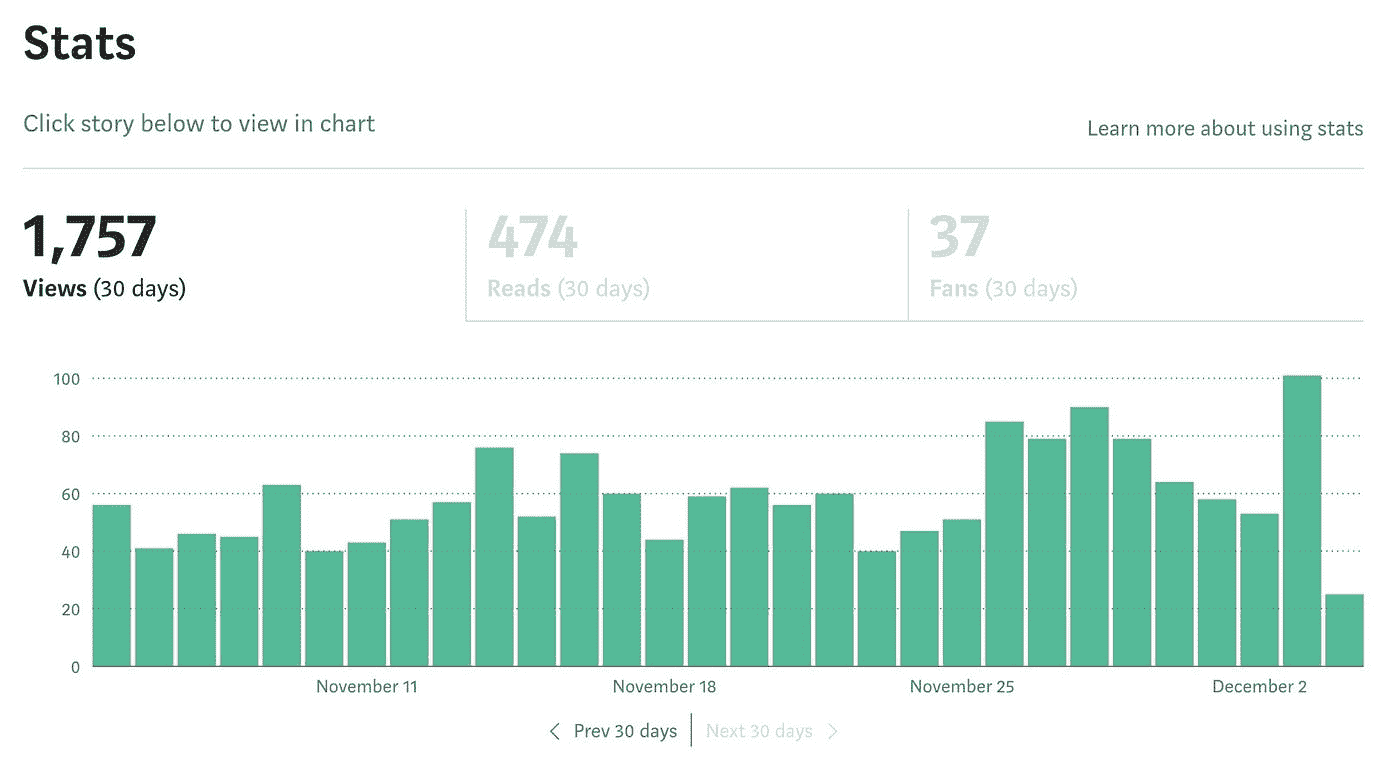 Stats
Click story below to view in chart
Learn more about using stats
1,757
Views (30 days)
474
Reads (30 days)
37
Fans (30 days)
100
80
60
40
20
0
November 11
November 18
November 25
December 2
Prev 30 days
Next 30 days